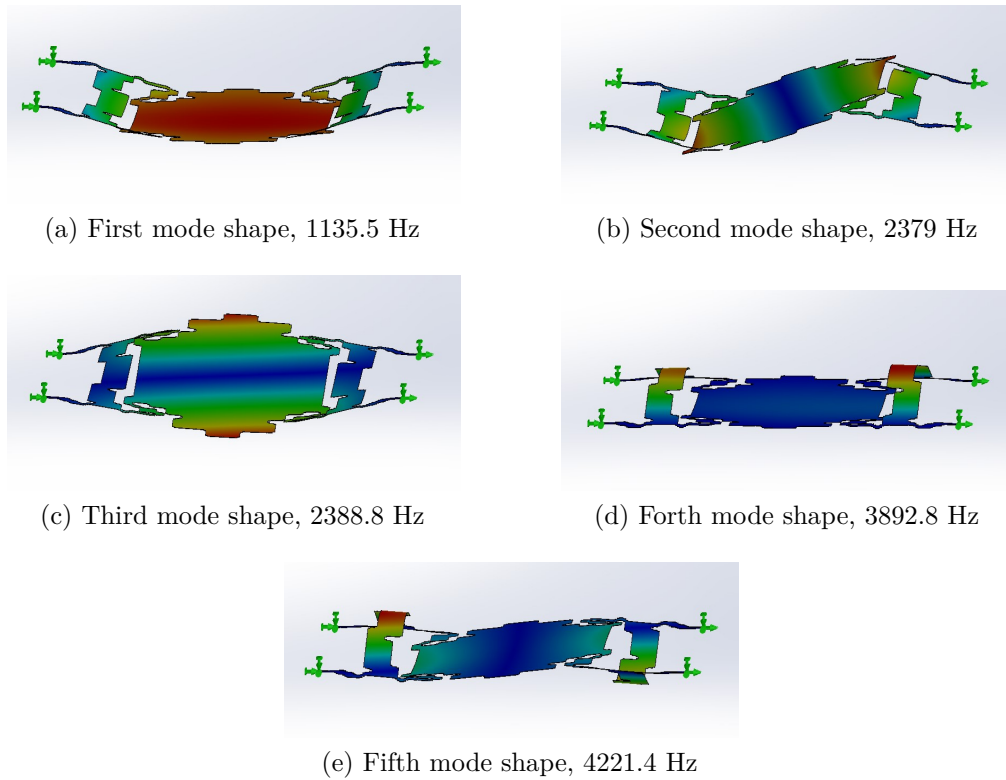 (a) First mode shape, 1135.5 Hz
(b) Second mode shape, 2379 Hz
(c) Third mode shape, 2388.8 Hz
(d) Forth mode shape, 3892.8 Hz
(e) Fifth mode shape, 4221.4 Hz